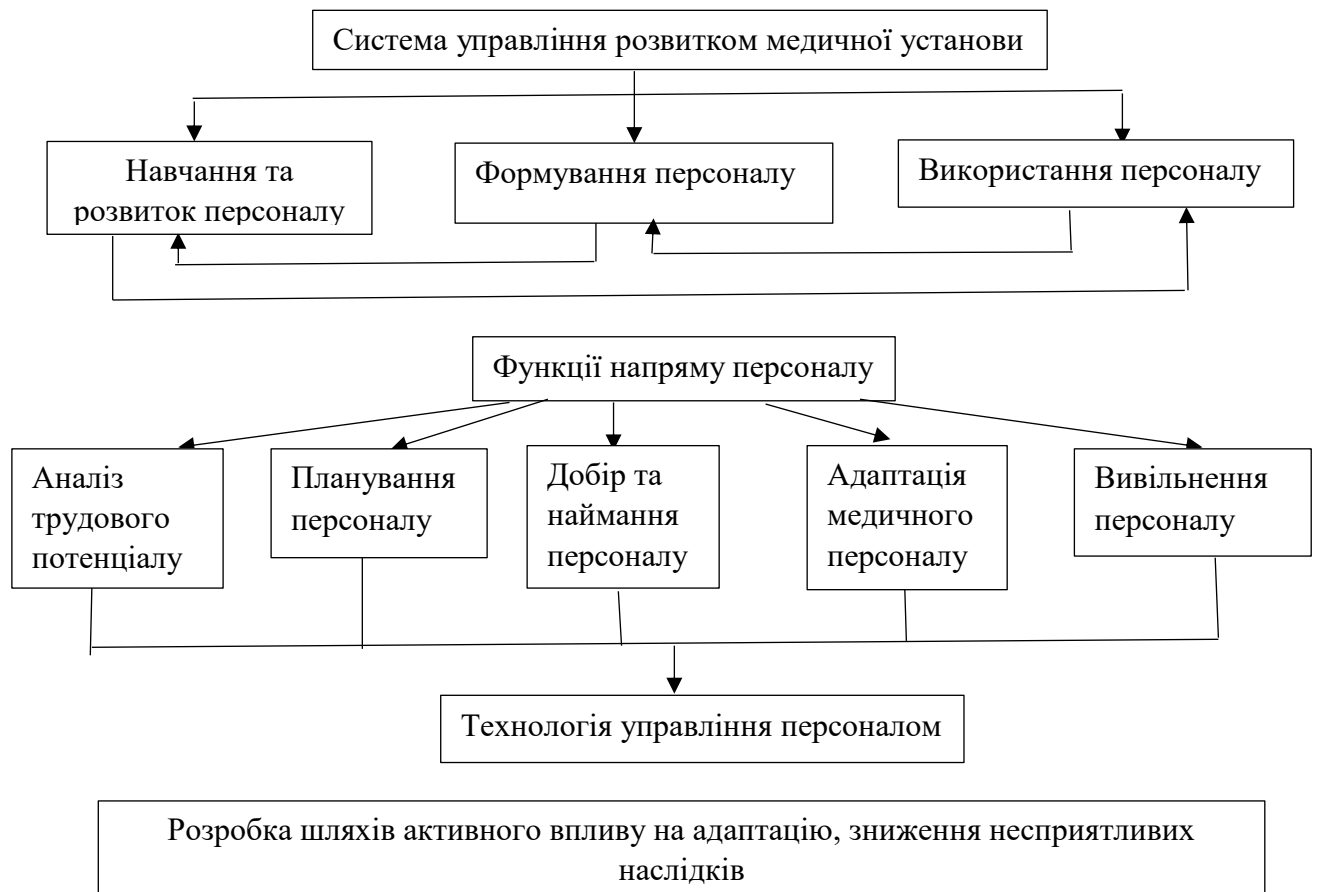 Система управління розвитком медичної установи
Навчання та
розвиток персоналу
Формування персоналу
Використання персоналу
Функції напряму персоналу
Аналіз
трудового
потенціалу
Планування
персоналу
Добір та
наймання
персоналу
Адаптація
медичного
персоналу
Вивільнення
персоналу
Технологія управління персоналом
Розробка шляхів активного впливу на адаптацію, зниження несприятливих
наслідків